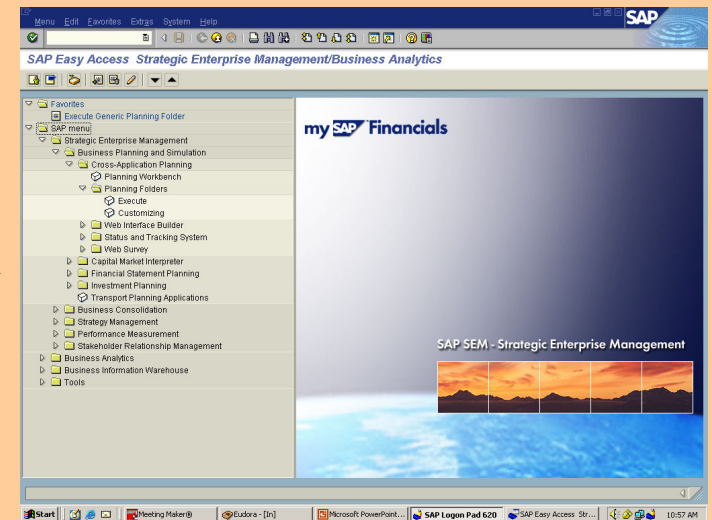 Menu Edit Favorites Extras System Help
SAP
SAP Easy Access Strategic Enterprise Management/Business Analytics
Favorites
Execute Generic Planning Folder
SAP menu
Strategic Enterprise Management
Business Planning and Simulation
Cross-Application Planning
Planning Workbench
Planning Folders
Execute
Customizing
Web Interface Builder
Status and Tracking System
Web Survey
Capital Market Interpreter
Financial Statement Planning
Investment Planning
Transport Planning Applications
Business Consolidation
Strategy Management
Performance Measurement
Stakeholder Relationship Management
Business Analytics
Business Information Warehouse
Tools
my SAP Financials
SAP SEM - Strategic Enterprise Management
Start Meeting Maker® Eudora - [In] Microsoft PowerPoint... SAP Logon Pad 620 SAP Easy Access Str... 10:57 AM